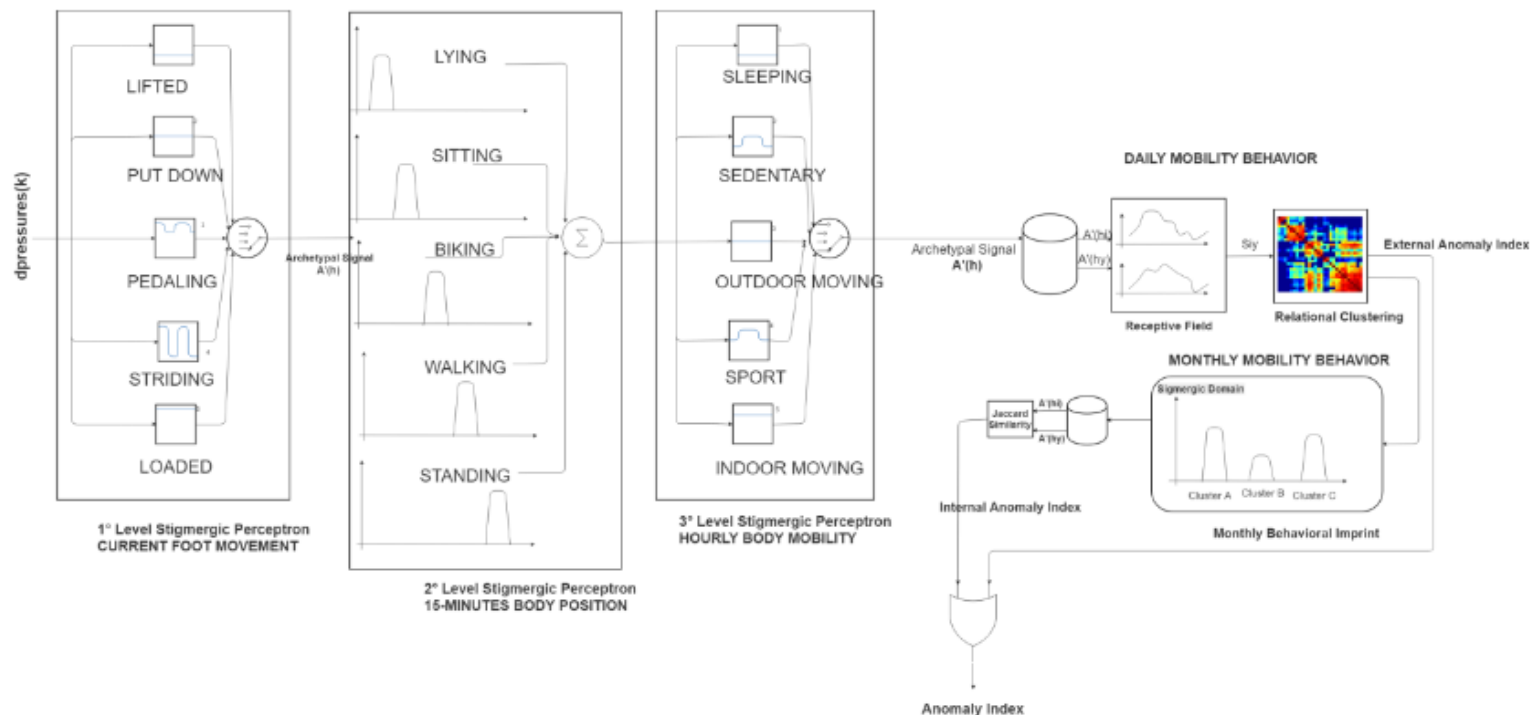 dpressures(k)
LIFTED
PUT DOWN
PEDALING
STRIDING
LOADED
1° Level Stigmergic Perceptron
CURRENT FOOT MOVEMENT
Archetypal Signal
A'(h)
LYING
SITTING
BIKING
WALKING
STANDING
Σ
2° Level Stigmergic Perceptron
15-MINUTES BODY POSITION
SLEEPING
SEDENTARY
OUTDOOR MOVING
SPORT
INDOOR MOVING
3° Level Stigmergic Perceptron
HOURLY BODY MOBILITY
Archetypal Signal
A'(h)
DAILY MOBILITY BEHAVIOR
A'(hi)
A'(hy)
Receptive Field
Siy
Relational Clustering
External Anomaly Index
MONTHLY MOBILITY BEHAVIOR
Sigmergic Domain
Cluster A
Cluster B
Cluster C
Monthly Behavioral Imprint
A'(hi)
A'(hy)
Jaccard
Similarity
Internal Anomaly Index
Anomaly Index